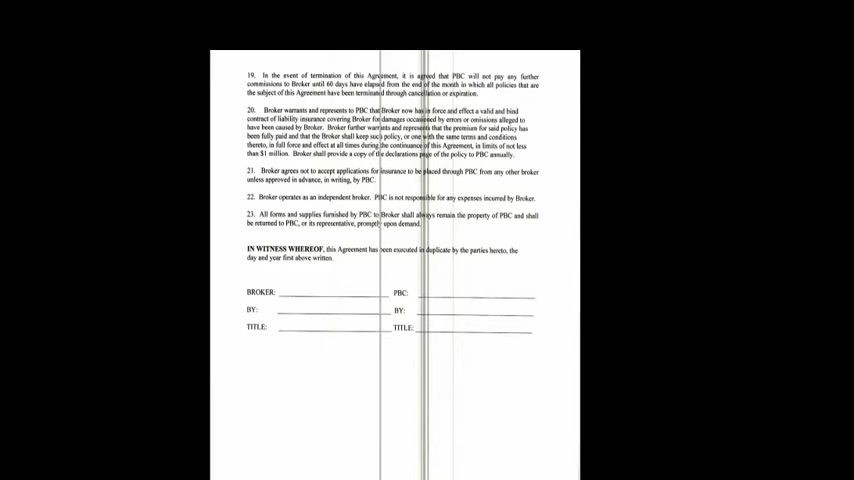 19. In the event of termination of this Agreement, it is agreed that PBC will not pay any further
commissions to Broker until 60 days have elapsed from the end of the month in which all policies that are
the subject of this Agreement have been terminated through cancellation or expiration.
20. Broker warrants and represents to PBC that Broker now has in force and effect a valid and bind
contract of liability insurance covering Broker for damages occasioned by errors or omissions alleged to
have been caused by Broker. Broker further warrants and represents that the premium for said policy has
been fully paid and that the Broker shall keep such policy, or one with the same terms and conditions
thereto, in full force and effect at all times during the continuance of this Agreement, in limits of not less
than $1 million. Broker shall provide a copy of the declarations page of the policy to PBC annually.
21. Broker agrees not to accept applications for insurance to be placed through PBC from any other broker
unless approved in advance, in writing, by PBC.
22. Broker operates as an independent broker. PBC is not responsible for any expenses incurred by Broker.
23. All forms and supplies furnished by PBC to Broker shall always remain the property of PBC and shall
be returned to PBC, or its representative, promptly upon demand.
IN WITNESS WHEREOF, this Agreement has been executed in duplicate by the parties hereto, the
day and year first above written.
BROKER: PBC:
BY: BY:
TITLE: TITLE: